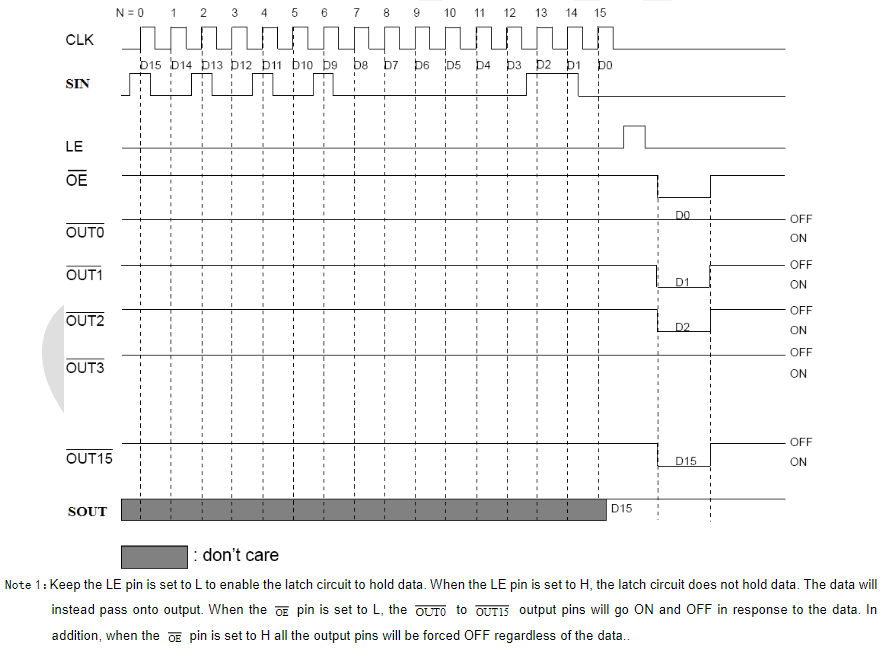 N = 0 1 2 3 4 5 6 7 8 9 10 11 12 13 14 15
CLK
D15 D14 D13 D12 D11 D10 D9 D8 D7 D6 D5 D4 D3 D2 D1 D0
SIN
LE
OE
D0 OFF
OUT0 ON
OFF
OUT1 D1 ON
OFF
OUT2 D2 ON
OFF
OUT3 ON
OFF
OUT15 D15 ON
SOUT D15
: don't care
Note 1: Keep the LE pin is set to L to enable the latch circuit to hold data. When the LE pin is set to H, the latch circuit does not hold data. The data will
instead pass onto output. When the OE pin is set to L, the OUT0 to OUT15 output pins will go ON and OFF in response to the data. In
addition, when the OE pin is set to H all the output pins will be forced OFF regardless of the data..